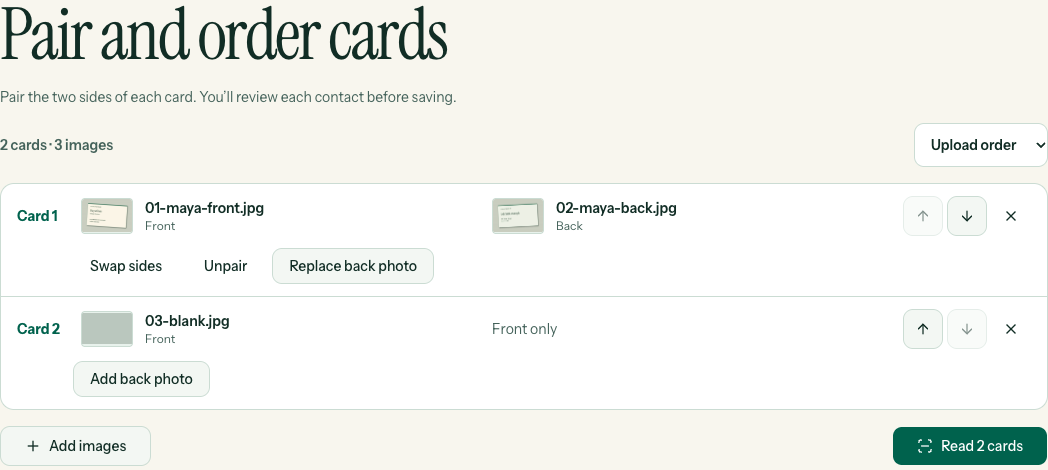 Pair and order cards
Pair the two sides of each card. You’ll review each contact before saving.
2 cards · 3 images
Upload order
Card 1
01-maya-front.jpg
Front
02-maya-back.jpg
Back
Swap sides
Unpair
Replace back photo
Card 2
03-blank.jpg
Front
Front only
Add back photo
Add images
Read 2 cards